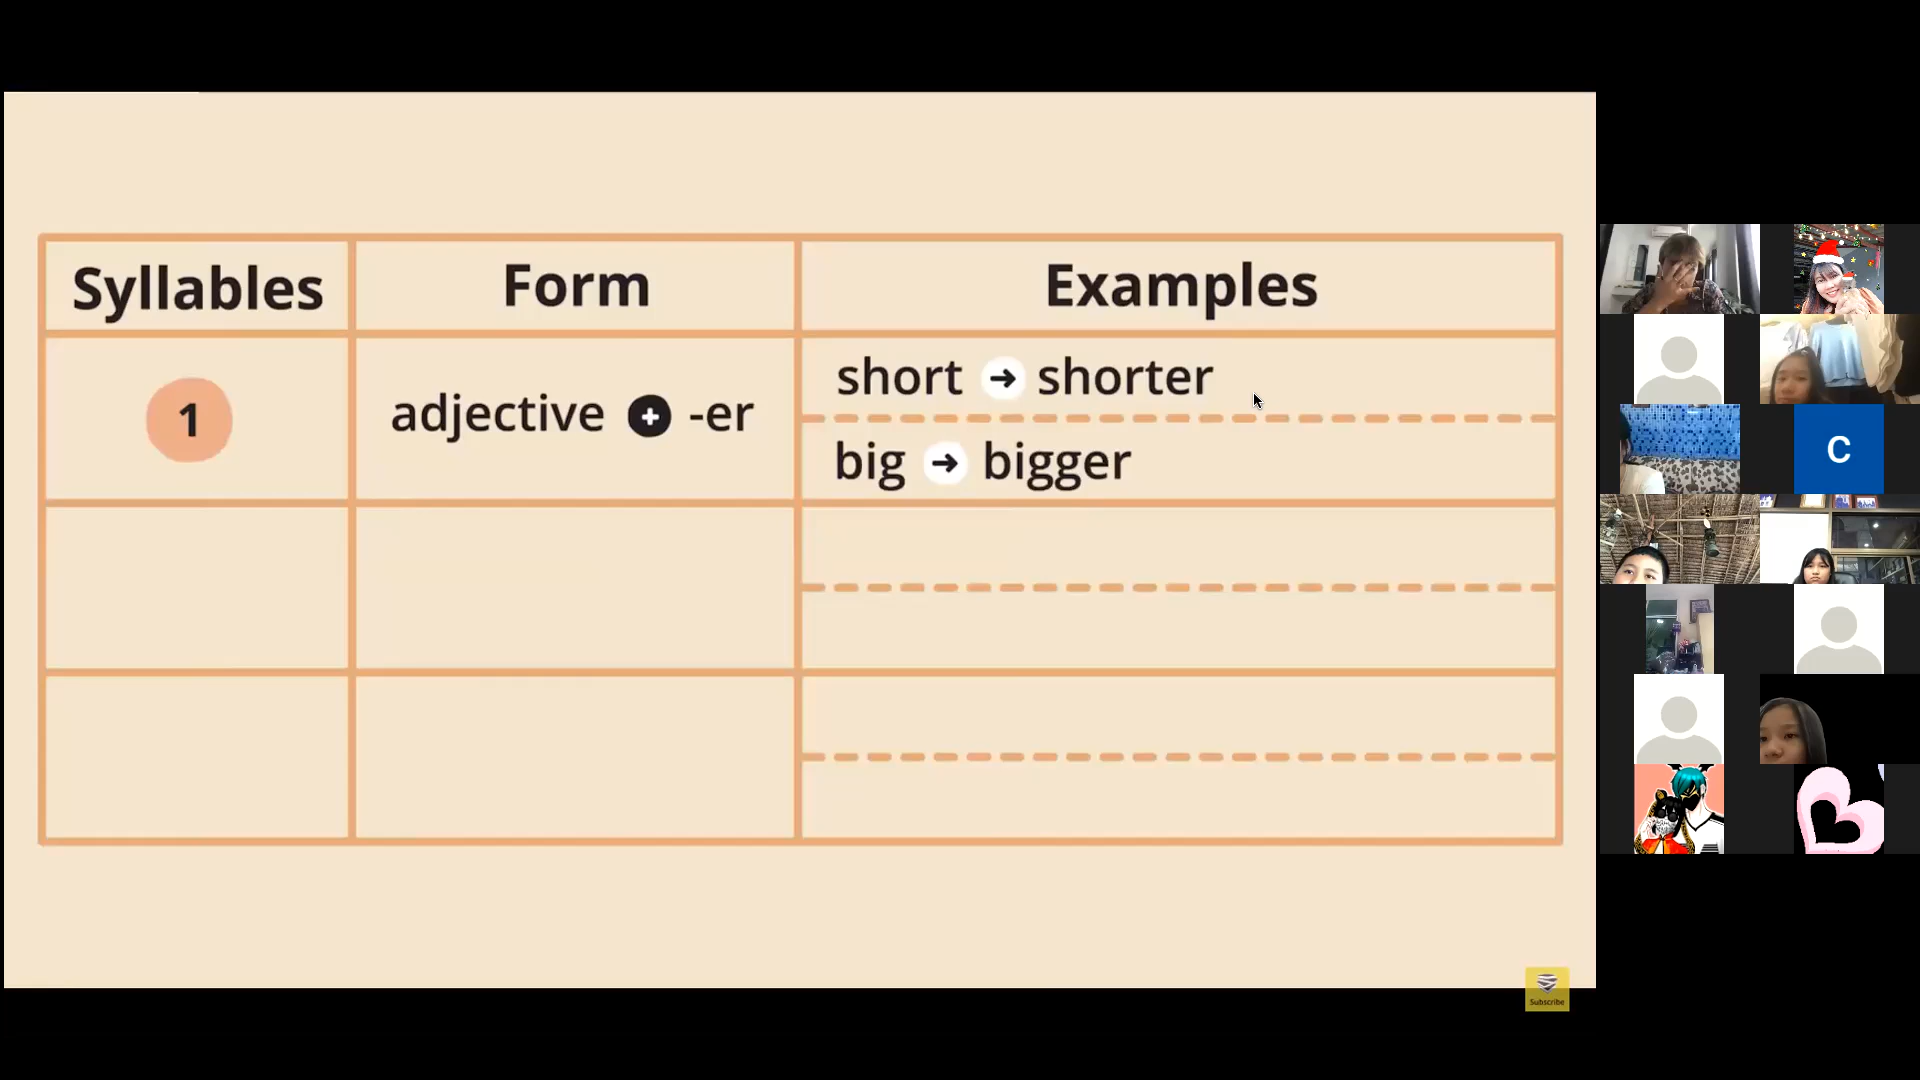 Syllables Form Examples
1 adjective + -er
short → shorter
big → bigger
C
Subscribe